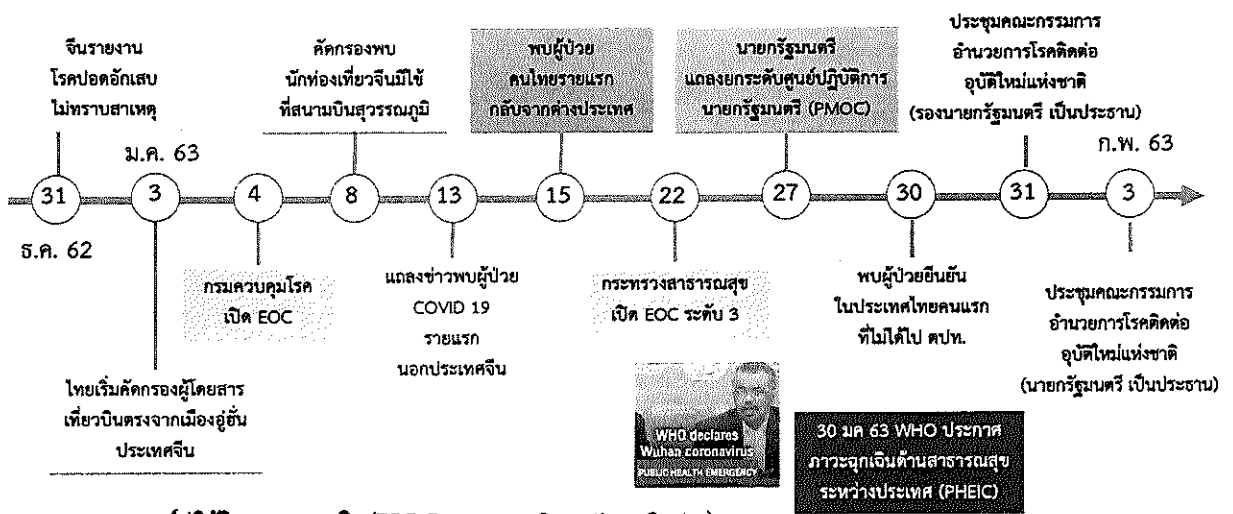 จีนรายงาน
โรคปอดอักเสบ
ไม่ทราบสาเหตุ
คัดกรองพบ
นักท่องเที่ยวจีนมีไข้
ที่สนามบินสุวรรณภูมิ
พบผู้ป่วย
คนไทยรายแรก
กลับจากต่างประเทศ
นายกรัฐมนตรี
แถลงยกระดับศูนย์ปฏิบัติการ
นายกรัฐมนตรี (PMOC)
ประชุมคณะกรรมการ
อำนวยการโรคติดต่อ
อุบัติใหม่แห่งชาติ
(รองนายกรัฐมนตรี เป็นประธาน)
ม.ค. 63
ก.พ. 63
31
3
4
8
13
15
22
27
30
31
3
ธ.ค. 62
ไทยเริ่มคัดกรองผู้โดยสาร
เที่ยวบินตรงจากเมืองอู่ฮั่น
ประเทศจีน
กรมควบคุมโรค
เปิด EOC
แถลงข่าวพบผู้ป่วย
COVID 19
รายแรก
นอกประเทศจีน
กระทรวงสาธารณสุข
เปิด EOC ระดับ 3
พบผู้ป่วยยืนยัน
ในประเทศไทยคนแรก
ที่ไม่ได้ไป ตปท.
ประชุมคณะกรรมการ
อำนวยการโรคติดต่อ
อุบัติใหม่แห่งชาติ
(นายกรัฐมนตรี เป็นประธาน)
WHO declares
Wuhan coronavirus
PUBLIC HEALTH EMERGENCY
30 มค 63 WHO ประกาศ
ภาวะฉุกเฉินด้านสาธารณสุข
ระหว่างประเทศ (PHEIC)